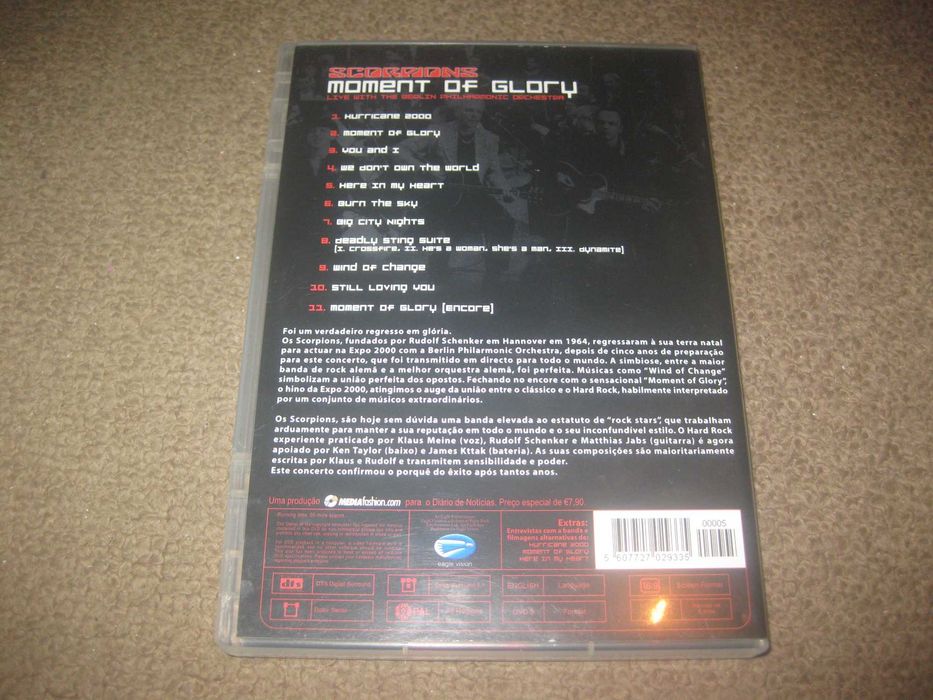 SCORPIONS
MOMENT OF GLORY
LIVE WITH THE BERLIN PHILHARMONIC ORCHESTRA
1. Hurricane 2000
2. Moment of Glory
3. You and I
4. We Don't Own The World
5. Here in my Heart
6. Burn The Sky
7. Big City Nights
8. Deadly Sting Suite
[I. Crossfire, II. He's a woman, she's a man, III. Dynamite]
9. Wind of Change
10. Still Loving You
11. Moment of Glory [Encore]
Foi um verdadeiro regresso em glória.
Os Scorpions, fundados por Rudolf Schenker em Hannover em 1964, regressaram à sua terra natal
para actuar na Expo 2000 com a Berlin Philarmonic Orchestra, depois de cinco anos de preparação
para este concerto, que foi transmitido em directo para todo o mundo. A simbiose, entre a maior
banda de rock alemã e a melhor orquestra alemã, foi perfeita. Músicas como "Wind of Change"
simbolizam a união perfeita dos opostos. Fechando no encore com o sensacional "Moment of Glory",
o hino da Expo 2000, atingimos o auge da união entre o clássico e o Hard Rock, habilmente interpretado
por um conjunto de músicos extraordinários.
Os Scorpions, são hoje sem dúvida uma banda elevada ao estatuto de "rock stars", que trabalham
arduamente para manter a sua reputação em todo o mundo e o seu inconfundível estilo. O Hard Rock
experiente praticado por Klaus Meine (voz), Rudolf Schenker e Matthias Jabs (guitarra) é agora
apoiado por Ken Taylor (baixo) e James Kttak (bateria). As suas composições são maioritariamente
escritas por Klaus e Rudolf e transmitem sensibilidade e poder.
Este concerto confirmou o porquê do êxito após tantos anos.
Uma produção MEDIAfashion.com para o Diário de Notícias. Preço especial de €7,90.
Extras:
Entrevistas com a banda e
filmagens alternativas de:
Hurricane 2000
Moment of Glory
Here in my Heart
eagle vision
00005
5 607727 029335
dts DTS Digital Surround
ENGLISH Language
16:9 Screen Format
PAL
DVD 5 Format